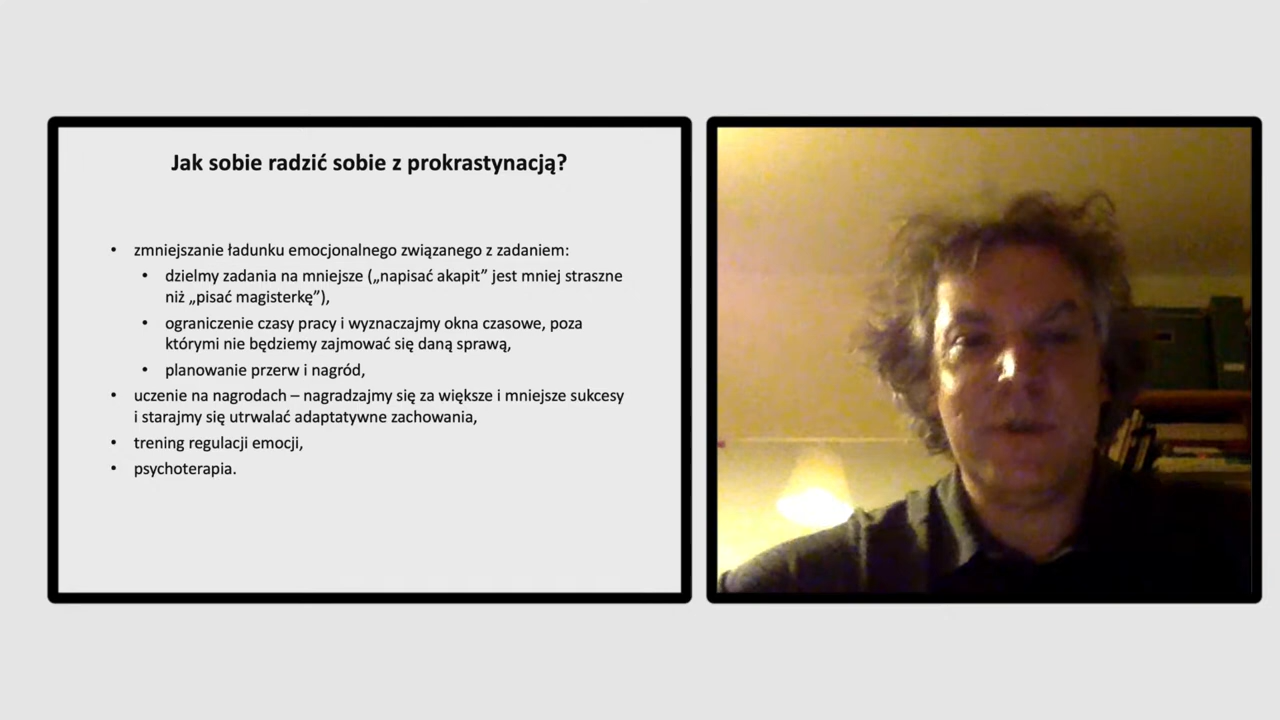 Jak sobie radzić sobie z prokrastynacją?
• zmniejszanie ładunku emocjonalnego związanego z zadaniem:
• dzielmy zadania na mniejsze („napisać akapit” jest mniej straszne
niż „pisać magisterkę”),
• ograniczenie czasy pracy i wyznaczajmy okna czasowe, poza
którymi nie będziemy zajmować się daną sprawą,
• planowanie przerw i nagród,
• uczenie na nagrodach – nagradzajmy się za większe i mniejsze sukcesy
i starajmy się utrwalać adaptatywne zachowania,
• trening regulacji emocji,
• psychoterapia.